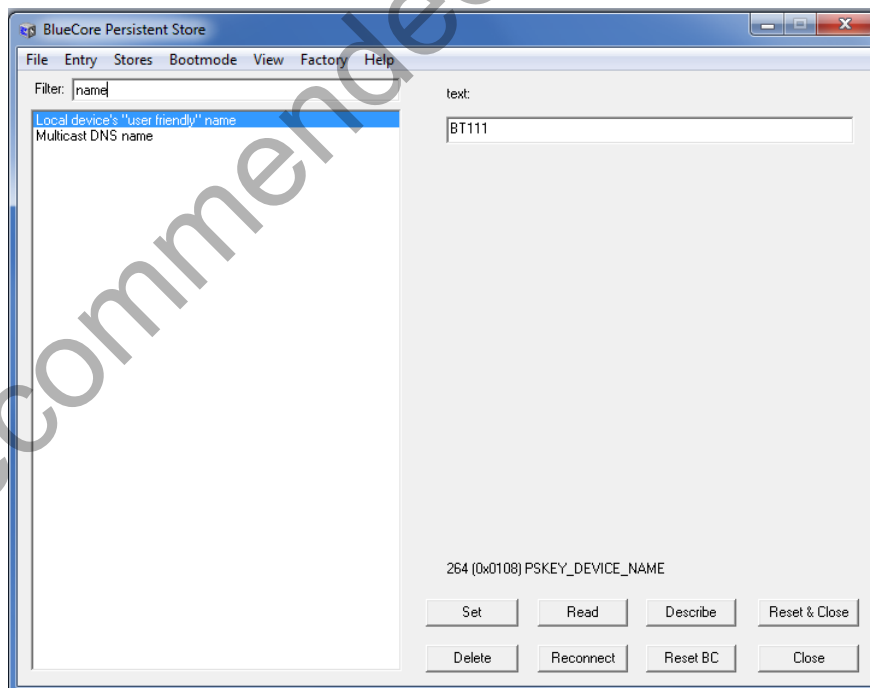 BlueCore Persistent Store
File Entry Stores Bootmode View Factory Help
Filter: name
Local device's "user friendly" name
Multicast DNS name
text:
BT111
264 (0x0108) PSKEY_DEVICE_NAME
Set Read Describe Reset & Close
Delete Reconnect Reset BC Close
commended